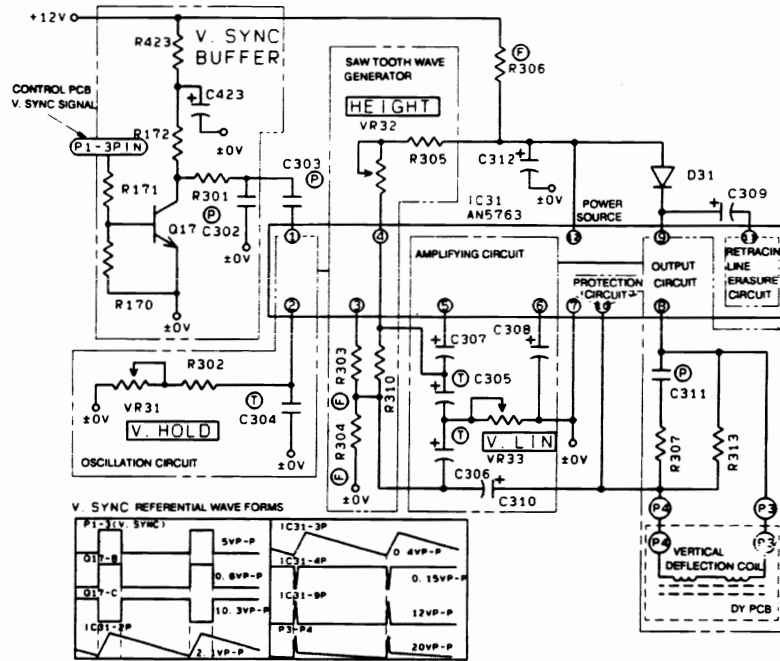 +12V
R423
V. SYNC
BUFFER
CONTROL PCB
V. SYNC SIGNAL
P1-3PIN
C423
+
±0V
R172
R171
R301
C303
P
P
C302
Q17
±0V
R170
±0V
SAW TOOTH WAVE
GENERATOR
HEIGHT
VR32
R305
F
R306
C312
+
±0V
IC31
AN5763
POWER
SOURCE
D31
C309
+
1
4
12
9
11
AMPLIFYING CIRCUIT
PROTECTION
CIRCUIT
OUTPUT
CIRCUIT
RETRACIN
LINE
ERASURE
CIRCUIT
2
3
5
6
7
10
8
R302
VR31
±0V
V. HOLD
T
C304
±0V
OSCILLATION CIRCUIT
R303
F
R304
F
±0V
R310
C307
+
C308
+
T
C305
+
T
V. LIN
VR33
±0V
C306
+
C310
+
P
C311
R307
R313
P4
P3
P4
P3
VERTICAL
DEFLECTION COIL
DY PCB
V. SYNC REFERENTIAL WAVE FORMS
P1-3(V. SYNC)
5VP-P
Q17-B
0.6VP-P
Q17-C
10.3VP-P
IC31-2P
2.1VP-P
IC31-3P
0.4VP-P
IC31-4P
0.15VP-P
IC31-9P
12VP-P
P3-P4
20VP-P